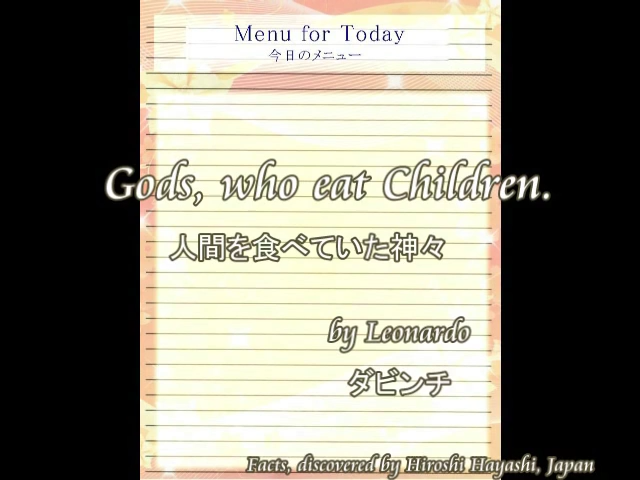 Menu for Today
今日のメニュー
Gods, who eat Children.
人間を食べていた神々
by Leonardo
ダビンチ
Facts, discovered by Hiroshi Hayashi, Japan